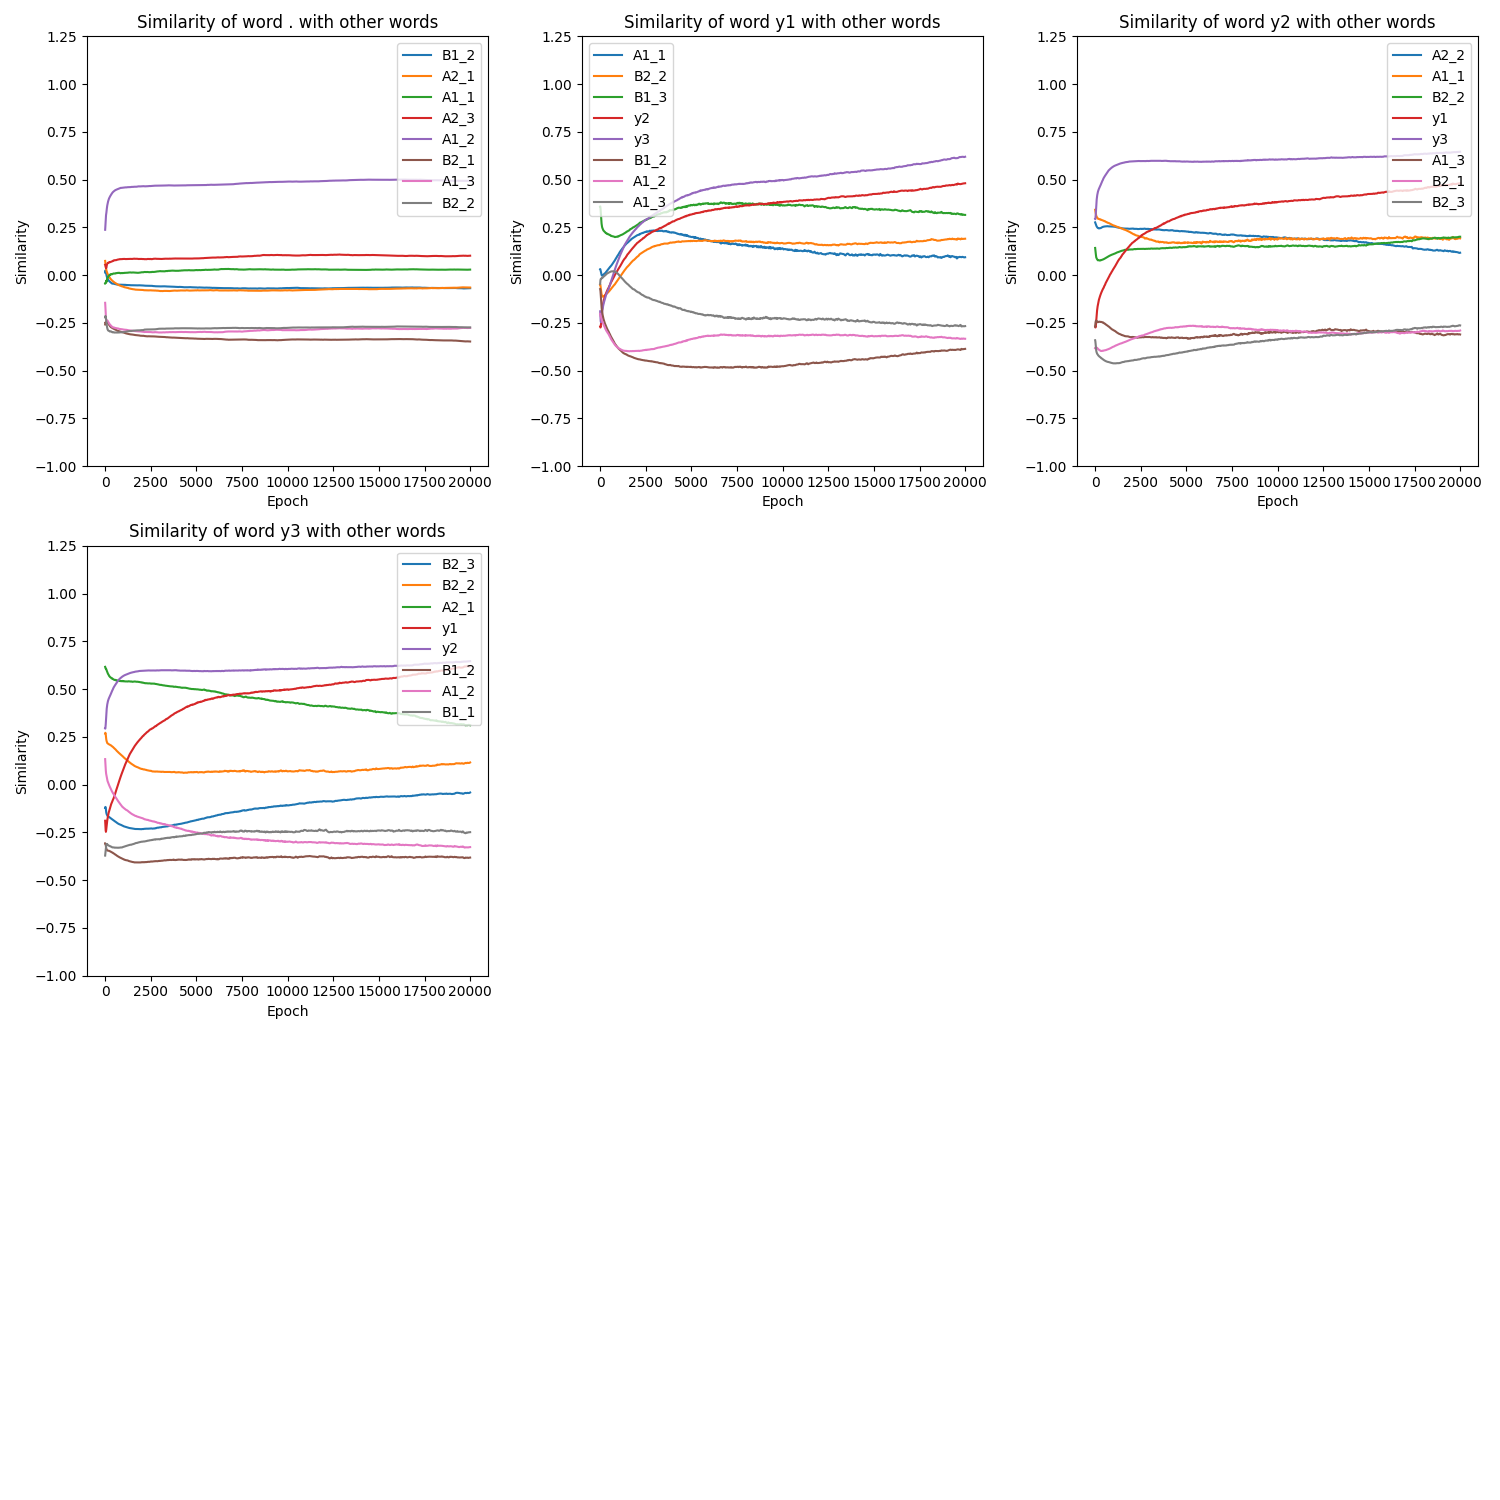 Similarity of word . with other words
1.25
1.00
0.75
0.50
0.25
0.00
−0.25
−0.50
−0.75
−1.00
Similarity
0 2500 5000 7500 10000 12500 15000 17500 20000
Epoch
B1_2
A2_1
A1_1
A2_3
A1_2
B2_1
A1_3
B2_2
Similarity of word y1 with other words
1.25
1.00
0.75
0.50
0.25
0.00
−0.25
−0.50
−0.75
−1.00
Similarity
0 2500 5000 7500 10000 12500 15000 17500 20000
Epoch
A1_1
B2_2
B1_3
y2
y3
B1_2
A1_2
A1_3
Similarity of word y2 with other words
1.25
1.00
0.75
0.50
0.25
0.00
−0.25
−0.50
−0.75
−1.00
Similarity
0 2500 5000 7500 10000 12500 15000 17500 20000
Epoch
A2_2
A1_1
B2_2
y1
y3
A1_3
B2_1
B2_3
Similarity of word y3 with other words
1.25
1.00
0.75
0.50
0.25
0.00
−0.25
−0.50
−0.75
−1.00
Similarity
0 2500 5000 7500 10000 12500 15000 17500 20000
Epoch
B2_3
B2_2
A2_1
y1
y2
B1_2
A1_2
B1_1